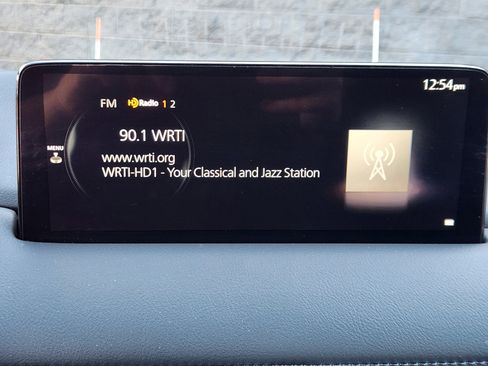 12:54pm
FM HD Radio 1 2
90.1 WRTI
MENU
www.wrti.org
WRTI-HD1 - Your Classical and Jazz Station